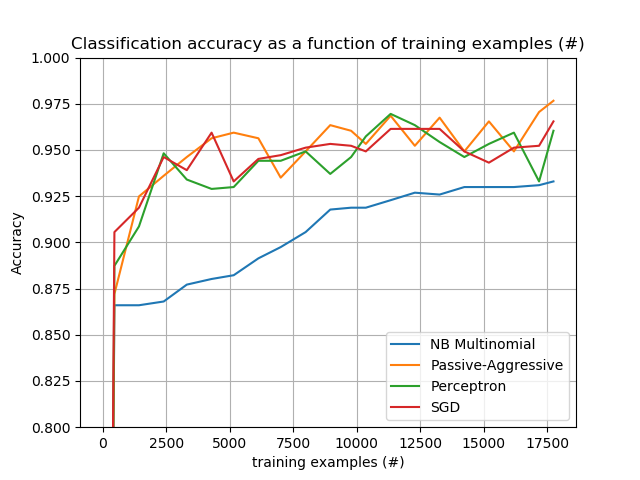 Classification accuracy as a function of training examples (#)
1.000
0.975
0.950
0.925
0.900
0.875
0.850
0.825
0.800
Accuracy
NB Multinomial
Passive-Aggressive
Perceptron
SGD
0 2500 5000 7500 10000 12500 15000 17500
training examples (#)